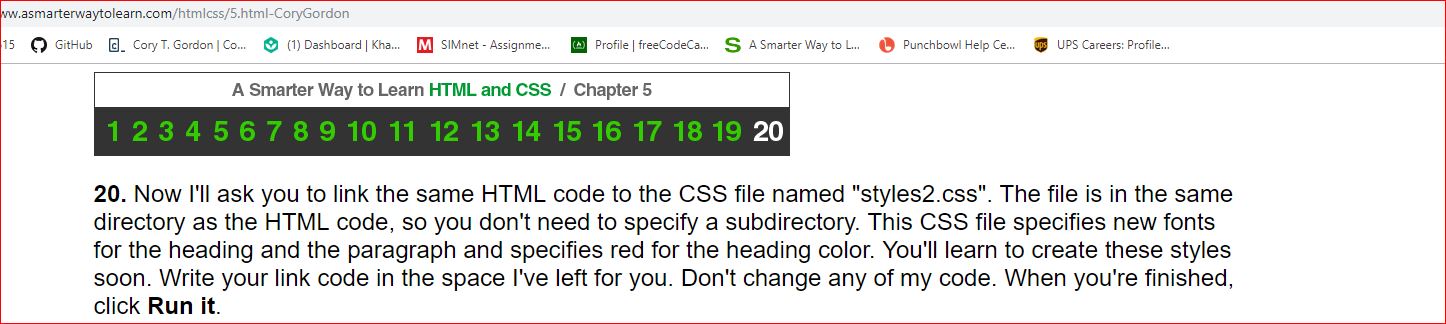 ww.asmarterwaytolearn.com/htmlcss/5.html-CoryGordon
15 GitHub Cory T. Gordon | Co... (1) Dashboard | Kha... SIMnet - Assignme... Profile | freeCodeCa... A Smarter Way to L... Punchbowl Help Ce... UPS Careers: Profile...
A Smarter Way to Learn HTML and CSS / Chapter 5
1 2 3 4 5 6 7 8 9 10 11 12 13 14 15 16 17 18 19 20
20. Now I'll ask you to link the same HTML code to the CSS file named "styles2.css". The file is in the same
directory as the HTML code, so you don't need to specify a subdirectory. This CSS file specifies new fonts
for the heading and the paragraph and specifies red for the heading color. You'll learn to create these styles
soon. Write your link code in the space I've left for you. Don't change any of my code. When you're finished,
click Run it.